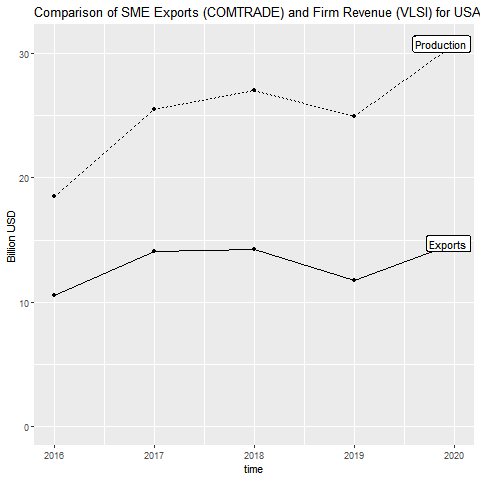 Comparison of SME Exports (COMTRADE) and Firm Revenue (VLSI) for USA
Billion USD
30
20
10
0
Production
Exports
2016 2017 2018 2019 2020
time